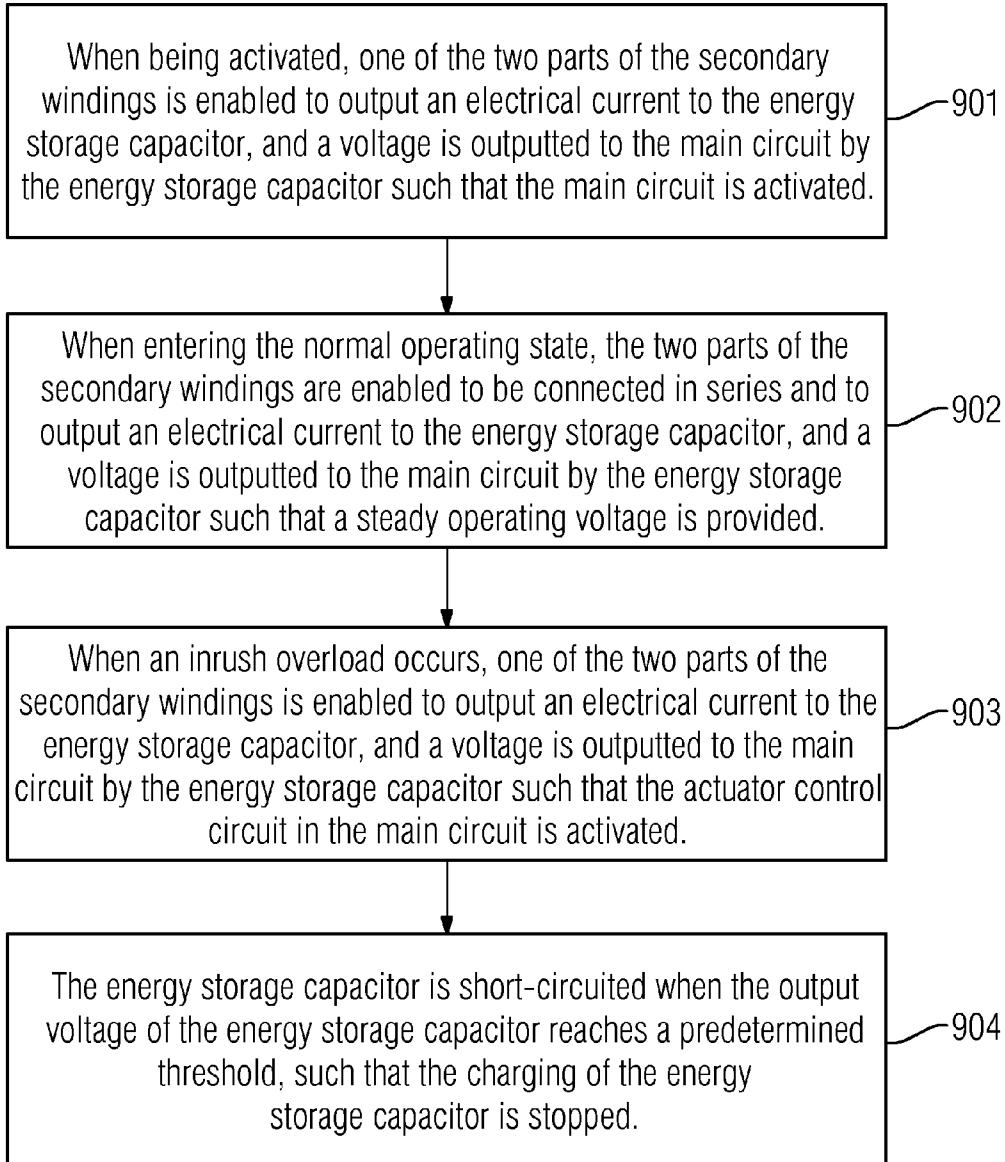 When being activated, one of the two parts of the secondary
windings is enabled to output an electrical current to the energy
storage capacitor, and a voltage is outputted to the main circuit by
the energy storage capacitor such that the main circuit is activated.
901
When entering the normal operating state, the two parts of the
secondary windings are enabled to be connected in series and to
output an electrical current to the energy storage capacitor, and a
voltage is outputted to the main circuit by the energy storage
capacitor such that a steady operating voltage is provided.
902
When an inrush overload occurs, one of the two parts of the
secondary windings is enabled to output an electrical current to the
energy storage capacitor, and a voltage is outputted to the main
circuit by the energy storage capacitor such that the actuator control
circuit in the main circuit is activated.
903
The energy storage capacitor is short-circuited when the output
voltage of the energy storage capacitor reaches a predetermined
threshold, such that the charging of the energy
storage capacitor is stopped.
904